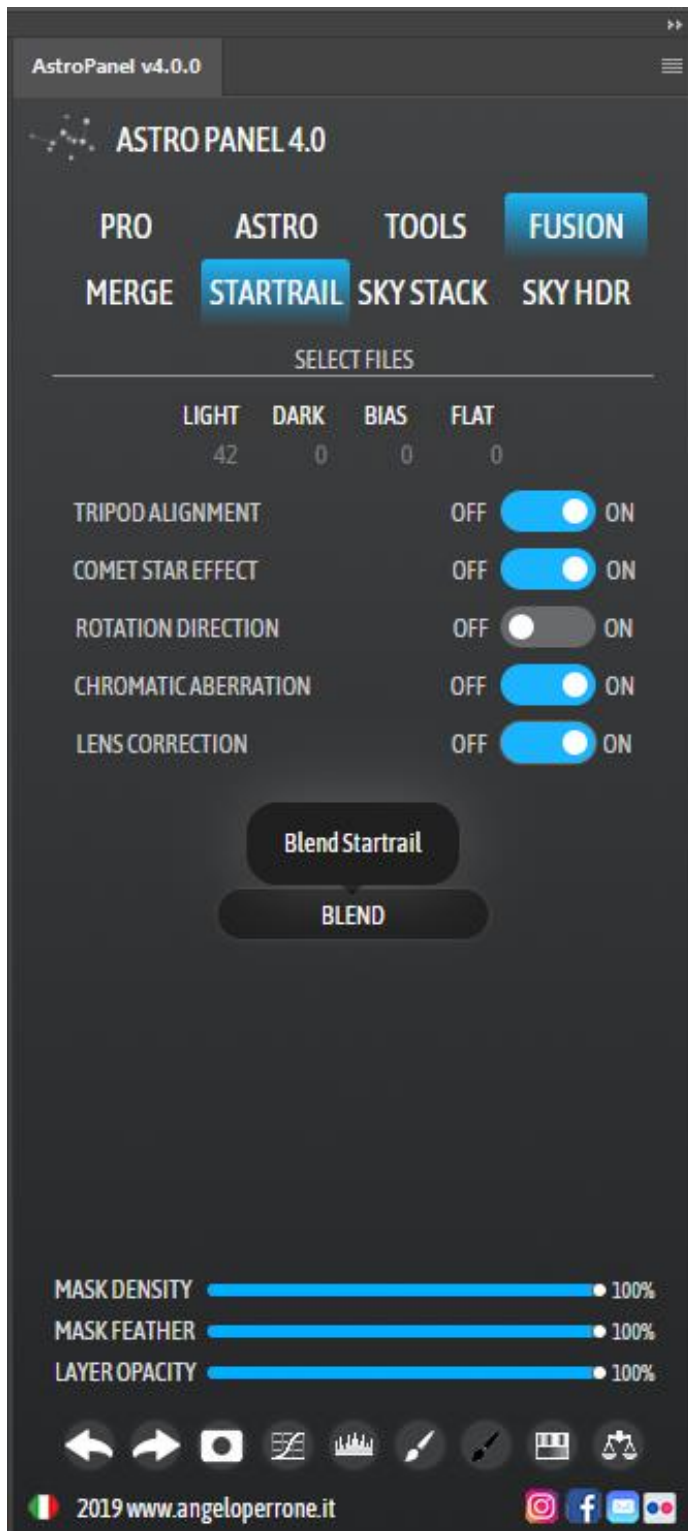 AstroPanel v4.0.0
ASTRO PANEL 4.0
PRO ASTRO TOOLS FUSION
MERGE STARTRAIL SKY STACK SKY HDR
SELECT FILES
LIGHT DARK BIAS FLAT
42 0 0 0
TRIPOD ALIGNMENT OFF ON
COMET STAR EFFECT OFF ON
ROTATION DIRECTION OFF ON
CHROMATIC ABERRATION OFF ON
LENS CORRECTION OFF ON
Blend Startrail
BLEND
MASK DENSITY 100%
MASK FEATHER 100%
LAYER OPACITY 100%
2019 www.angeloperrone.it